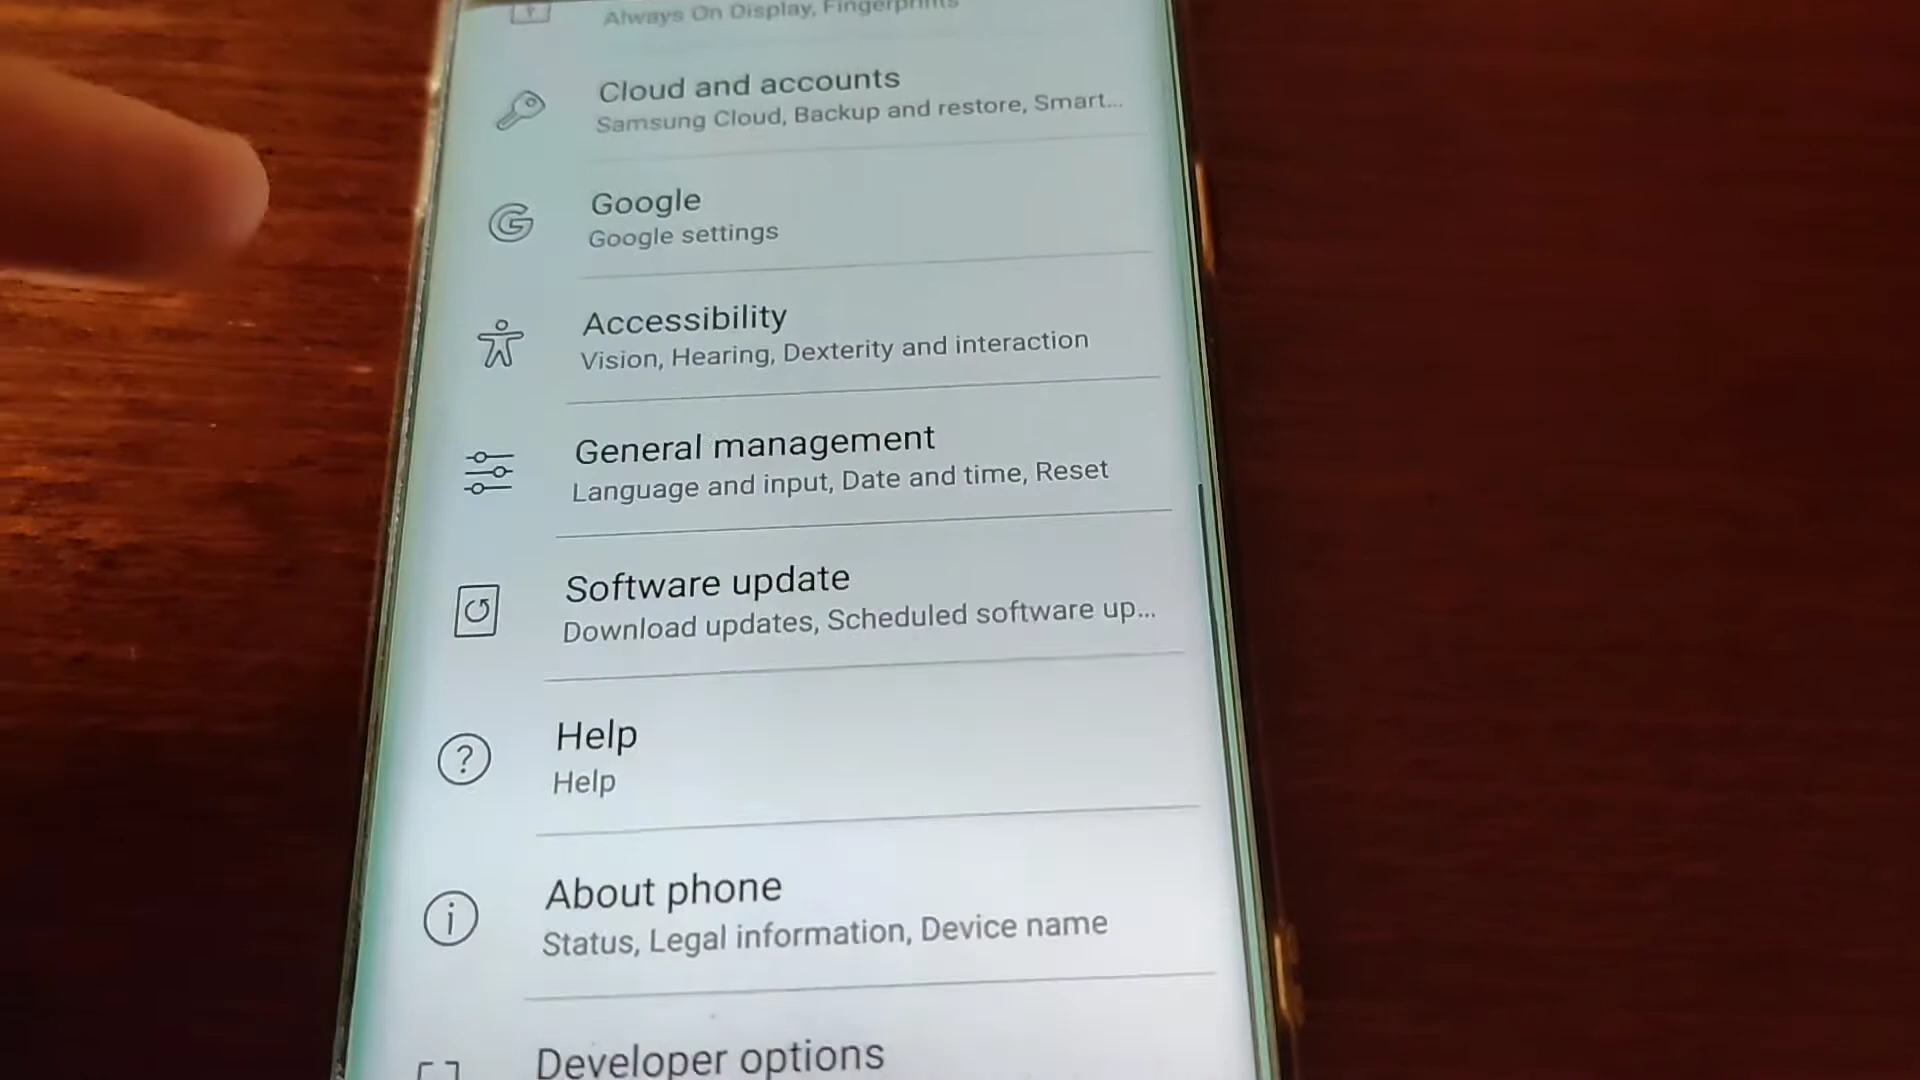 Always On Display, Fingerprints
Cloud and accounts
Samsung Cloud, Backup and restore, Smart...
Google
Google settings
Accessibility
Vision, Hearing, Dexterity and interaction
General management
Language and input, Date and time, Reset
Software update
Download updates, Scheduled software up...
Help
Help
About phone
Status, Legal information, Device name
Developer options